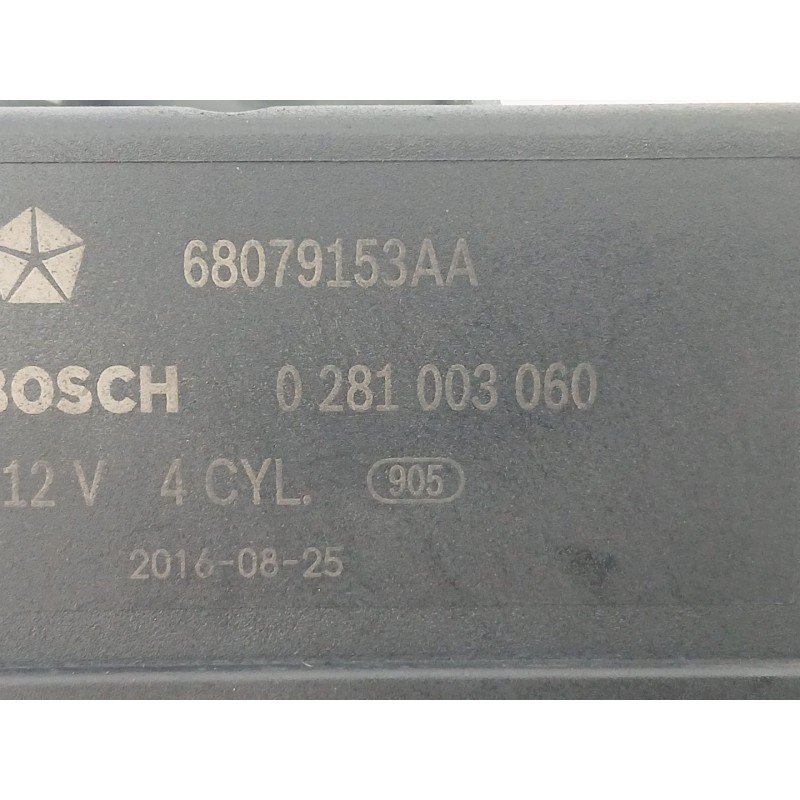 68079153AA
BOSCH 0 281 003 060
12 V 4 CYL. 905
2016-08-25